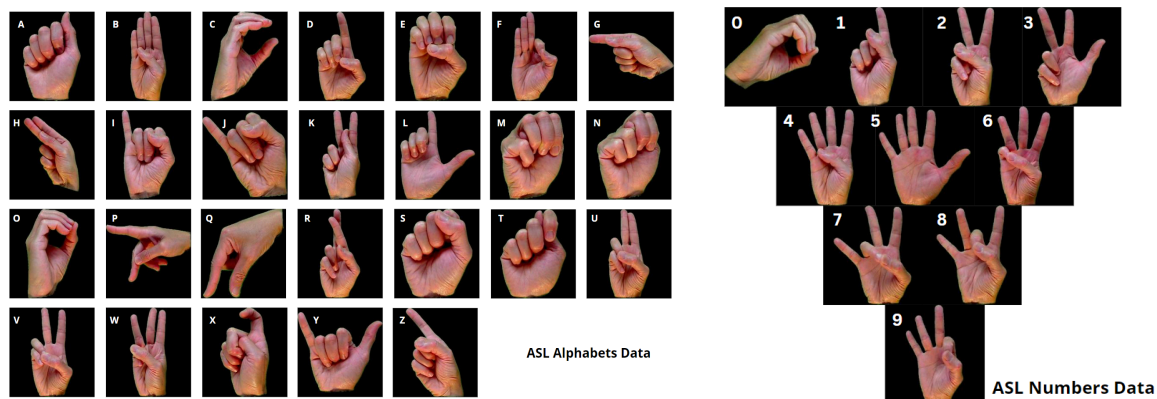 A B C D E F G
H I J K L M N
O P Q R S T U
V W X Y Z
ASL Alphabets Data
0 1 2 3
4 5 6
7 8
9
ASL Numbers Data